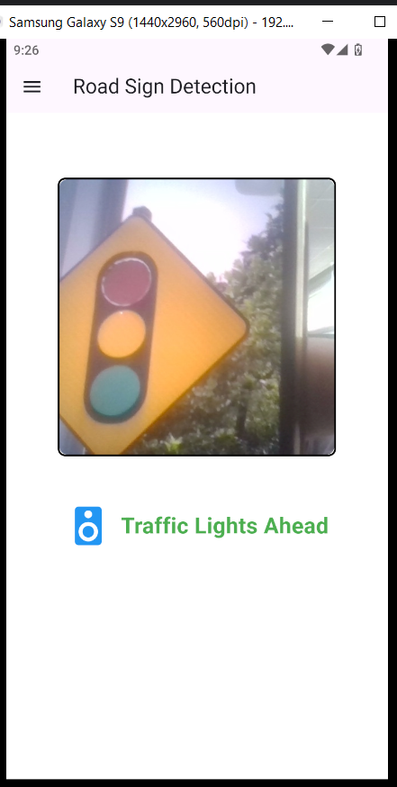 Samsung Galaxy S9 (1440x2960, 560dpi) - 192....
9:26
Road Sign Detection
Traffic Lights Ahead